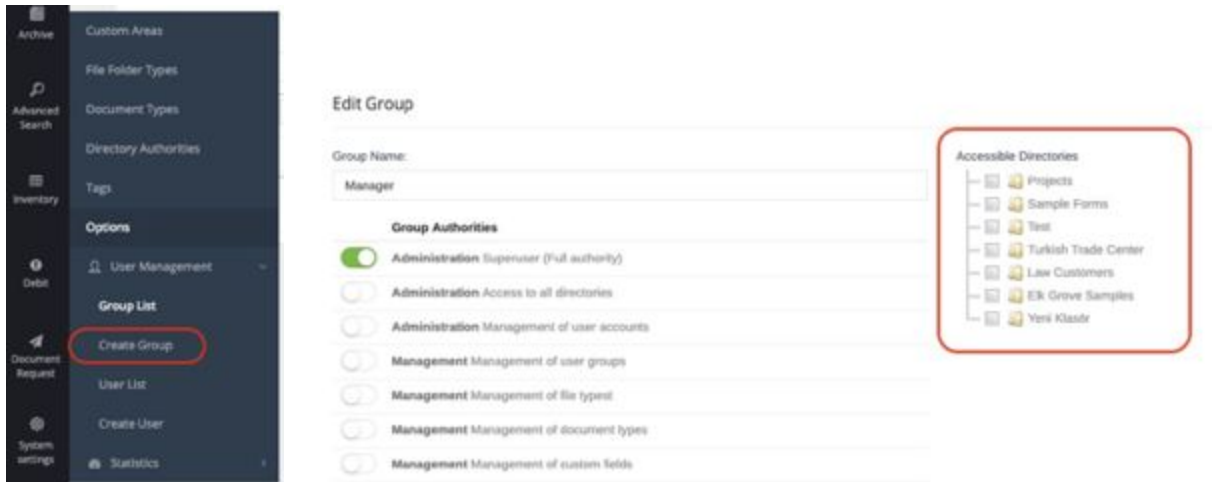 Archive
Advanced
Search
Inventory
Debit
Document
Request
System
settings
Custom Areas
File Folder Types
Document Types
Directory Authorities
Tags
Options
User Management
Group List
Create Group
User List
Create User
Statistics
Edit Group
Group Name:
Manager
Group Authorities
Administration Superuser (Full authority)
Administration Access to all directories
Administration Management of user accounts
Management Management of user groups
Management Management of file typest
Management Management of document types
Management Management of custom fields
Accessible Directories
Projects
Sample Forms
Test
Turkish Trade Center
Law Customers
Elk Grove Samples
Yeni Klasör